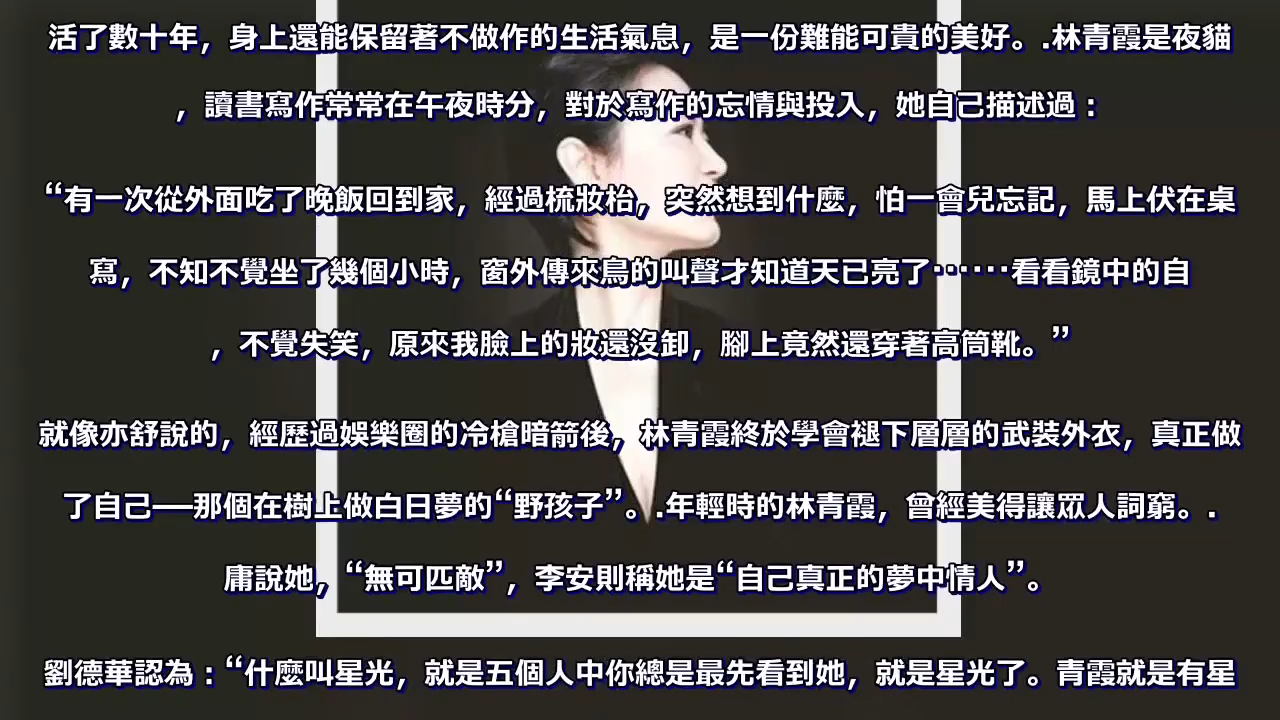 活了數十年，身上還能保留著不做作的生活氣息，是一份難能可貴的美好。.林青霞是夜貓
，讀書寫作常常在午夜時分，對於寫作的忘情與投入，她自己描述過：
“有一次從外面吃了晚飯回到家，經過梳妝枱，突然想到什麼，怕一會兒忘記，馬上伏在桌
寫，不知不覺坐了幾個小時，窗外傳來鳥的叫聲才知道天已亮了……看看鏡中的自
，不覺失笑，原來我臉上的妝還沒卸，腳上竟然還穿著高筒靴。”
就像亦舒說的，經歷過娛樂圈的冷槍暗箭後，林青霞終於學會褪下層層的武裝外衣，真正做
了自己──那個在樹上做白日夢的“野孩子”。.年輕時的林青霞，曾經美得讓眾人詞窮。.
庸說她，“無可匹敵”，李安則稱她是“自己真正的夢中情人”。
劉德華認為：“什麼叫星光，就是五個人中你總是最先看到她，就是星光了。青霞就是有星